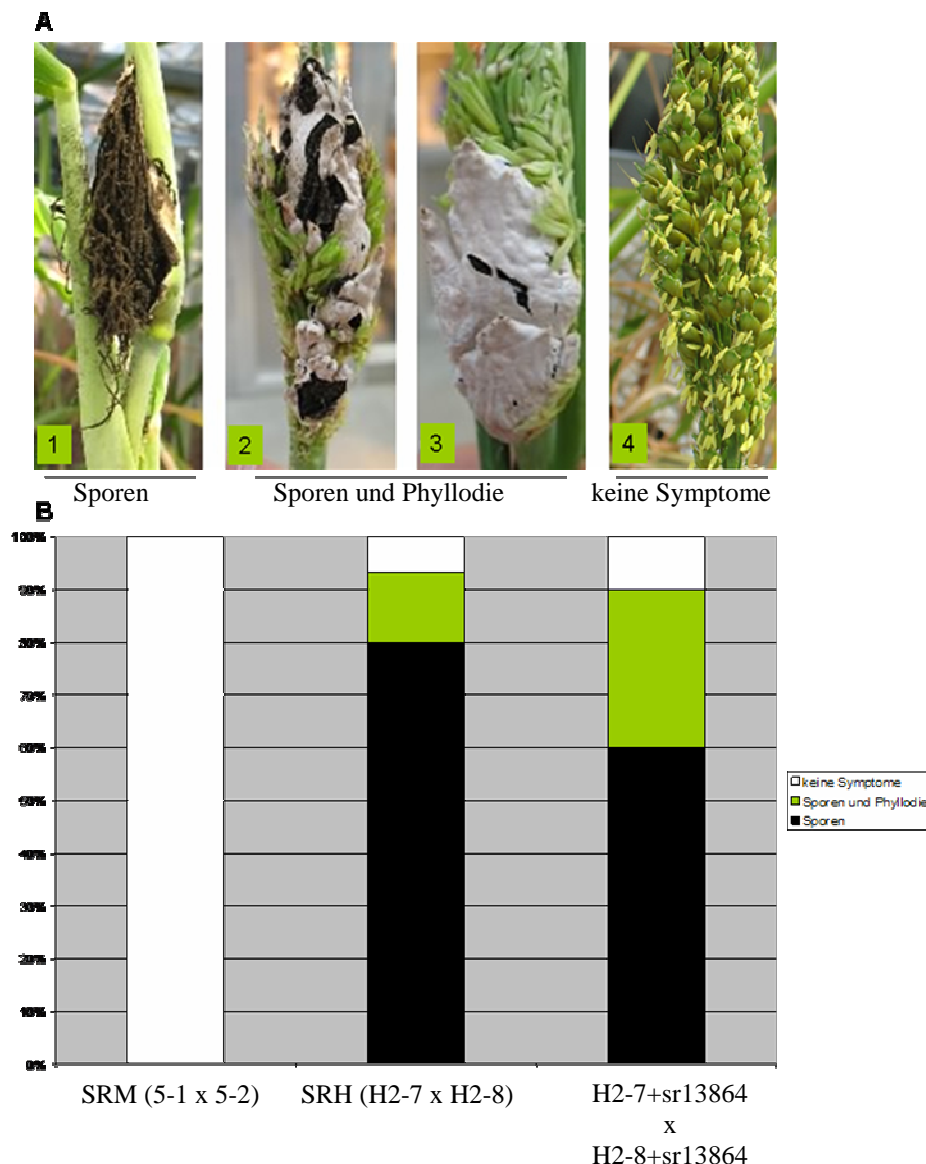 A
1
2
3
4
Sporen
Sporen und Phyllodie
keine Symptome
B
100%
90%
80%
70%
60%
50%
40%
30%
20%
10%
0%
keine Symptome
Sporen und Phyllodie
Sporen
SRM (5-1 x 5-2)
SRH (H2-7 x H2-8)
H2-7+sr13864
x
H2-8+sr13864